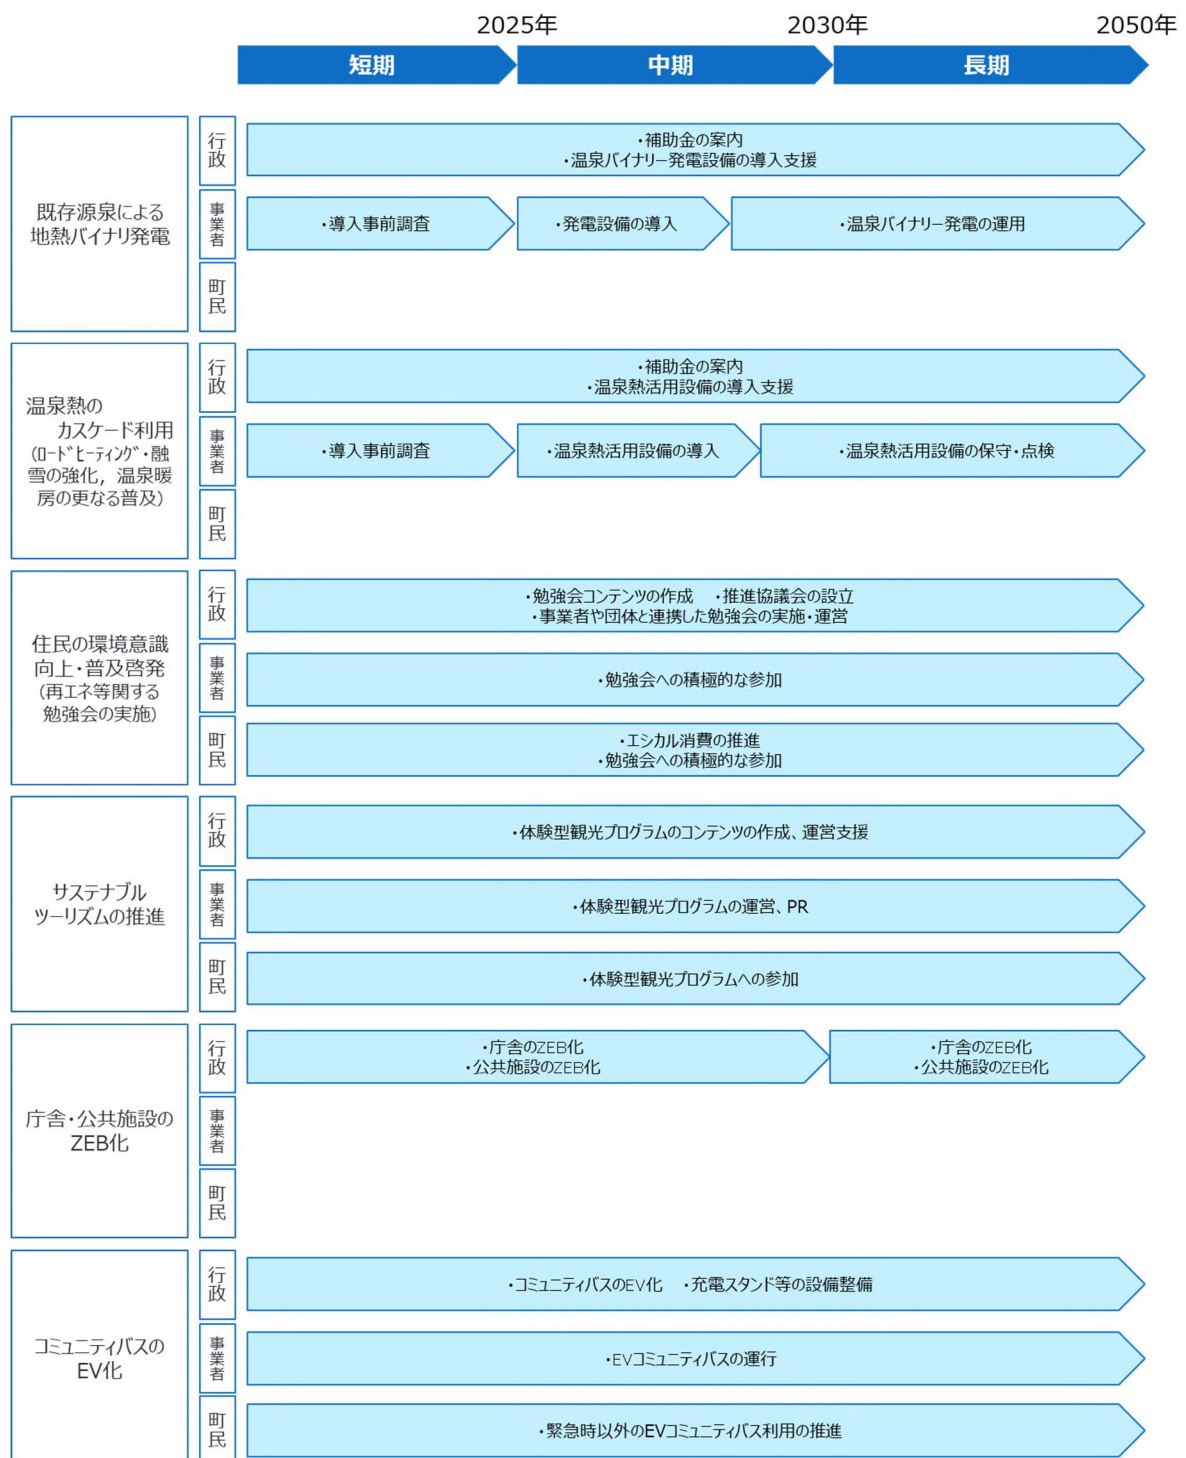 2025年
2030年
2050年
短期
中期
長期
既存源泉による
地熱バイナリ発電
行政
・補助金の案内
・温泉バイナリー発電設備の導入支援
事業者
・導入事前調査
・発電設備の導入
・温泉バイナリー発電の運用
町民
温泉熱の
カスケード利用
(ﾛｰﾄﾞﾋｰﾃｨﾝｸﾞ・融
雪の強化，温泉暖
房の更なる普及)
行政
・補助金の案内
・温泉熱活用設備の導入支援
事業者
・導入事前調査
・温泉熱活用設備の導入
・温泉熱活用設備の保守・点検
町民
住民の環境意識
向上・普及啓発
(再エネ等関する
勉強会の実施)
行政
・勉強会コンテンツの作成　・推進協議会の設立
・事業者や団体と連携した勉強会の実施・運営
事業者
・勉強会への積極的な参加
町民
・エシカル消費の推進
・勉強会への積極的な参加
サステナブル
ツーリズムの推進
行政
・体験型観光プログラムのコンテンツの作成、運営支援
事業者
・体験型観光プログラムの運営、PR
町民
・体験型観光プログラムへの参加
庁舎・公共施設の
ZEB化
行政
・庁舎のZEB化
・公共施設のZEB化
・庁舎のZEB化
・公共施設のZEB化
事業者
町民
コミュニティバスの
EV化
行政
・コミュニティバスのEV化　・充電スタンド等の設備整備
事業者
・EVコミュニティバスの運行
町民
・緊急時以外のEVコミュニティバス利用の推進